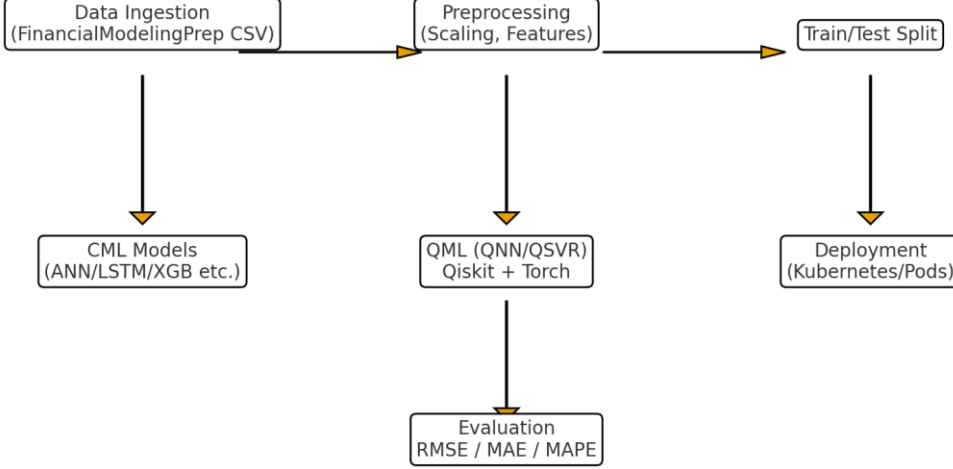 Data Ingestion
(FinancialModelingPrep CSV)
Preprocessing
(Scaling, Features)
Train/Test Split
CML Models
(ANN/LSTM/XGB etc.)
QML (QNN/QSVR)
Qiskit + Torch
Deployment
(Kubernetes/Pods)
Evaluation
RMSE / MAE / MAPE